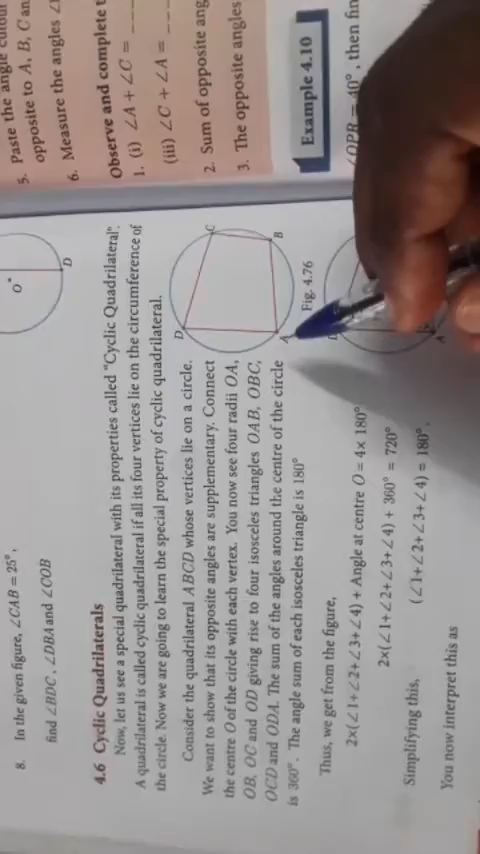 8. In the given figure, ∠CAB = 25°,
find ∠BDC, ∠DBA and ∠COB
O
D
4.6 Cyclic Quadrilaterals
Now, let us see a special quadrilateral with its properties called "Cyclic Quadrilateral".
A quadrilateral is called cyclic quadrilateral if all its four vertices lie on the circumference of
the circle. Now we are going to learn the special property of cyclic quadrilateral.
Consider the quadrilateral ABCD whose vertices lie on a circle.
We want to show that its opposite angles are supplementary. Connect
the centre O of the circle with each vertex. You now see four radii OA,
OB, OC and OD giving rise to four isosceles triangles OAB, OBC,
OCD and ODA. The sum of the angles around the centre of the circle
is 360°. The angle sum of each isosceles triangle is 180°
D
C
B
A
Fig. 4.76
Thus, we get from the figure,
2×(∠1+∠2+∠3+∠4) + Angle at centre O = 4× 180°
2×(∠1+∠2+∠3+∠4) + 360° = 720°
Simplifying this,
(∠1+∠2+∠3+∠4) = 180°.
You now interpret this as
A
5. Paste the angle cutout
opposite to A, B, C an
6. Measure the angles
Observe and complete t
1. (i) ∠A + ∠C =
(iii) ∠C + ∠A =
2. Sum of opposite ang
3. The opposite angles
Example 4.10
∠OPR = 40°, then fin